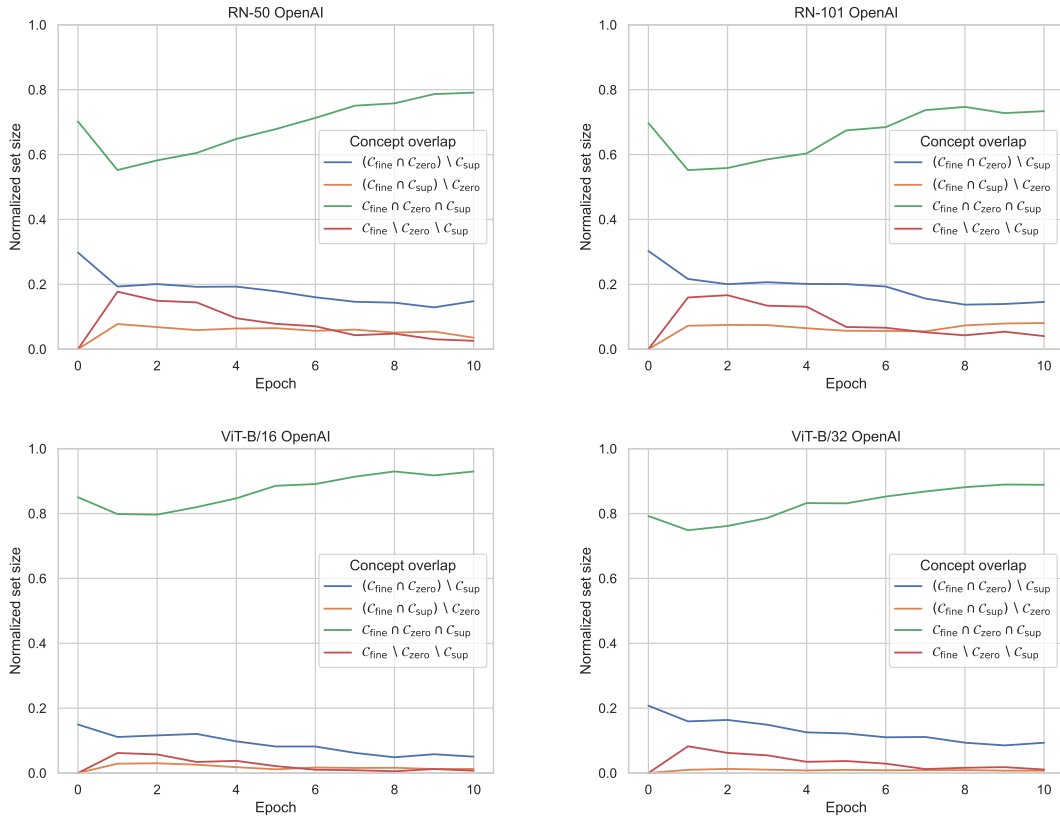 RN-50 OpenAI
1.0
0.8
0.6
0.4
0.2
0.0
Normalized set size
Concept overlap
(𝒞fine ∩ 𝒞zero) \ 𝒞sup
(𝒞fine ∩ 𝒞sup) \ 𝒞zero
𝒞fine ∩ 𝒞zero ∩ 𝒞sup
𝒞fine \ 𝒞zero \ 𝒞sup
0 2 4 6 8 10
Epoch
RN-101 OpenAI
1.0
0.8
0.6
0.4
0.2
0.0
Normalized set size
Concept overlap
(𝒞fine ∩ 𝒞zero) \ 𝒞sup
(𝒞fine ∩ 𝒞sup) \ 𝒞zero
𝒞fine ∩ 𝒞zero ∩ 𝒞sup
𝒞fine \ 𝒞zero \ 𝒞sup
0 2 4 6 8 10
Epoch
ViT-B/16 OpenAI
1.0
0.8
0.6
0.4
0.2
0.0
Normalized set size
Concept overlap
(𝒞fine ∩ 𝒞zero) \ 𝒞sup
(𝒞fine ∩ 𝒞sup) \ 𝒞zero
𝒞fine ∩ 𝒞zero ∩ 𝒞sup
𝒞fine \ 𝒞zero \ 𝒞sup
0 2 4 6 8 10
Epoch
ViT-B/32 OpenAI
1.0
0.8
0.6
0.4
0.2
0.0
Normalized set size
Concept overlap
(𝒞fine ∩ 𝒞zero) \ 𝒞sup
(𝒞fine ∩ 𝒞sup) \ 𝒞zero
𝒞fine ∩ 𝒞zero ∩ 𝒞sup
𝒞fine \ 𝒞zero \ 𝒞sup
0 2 4 6 8 10
Epoch